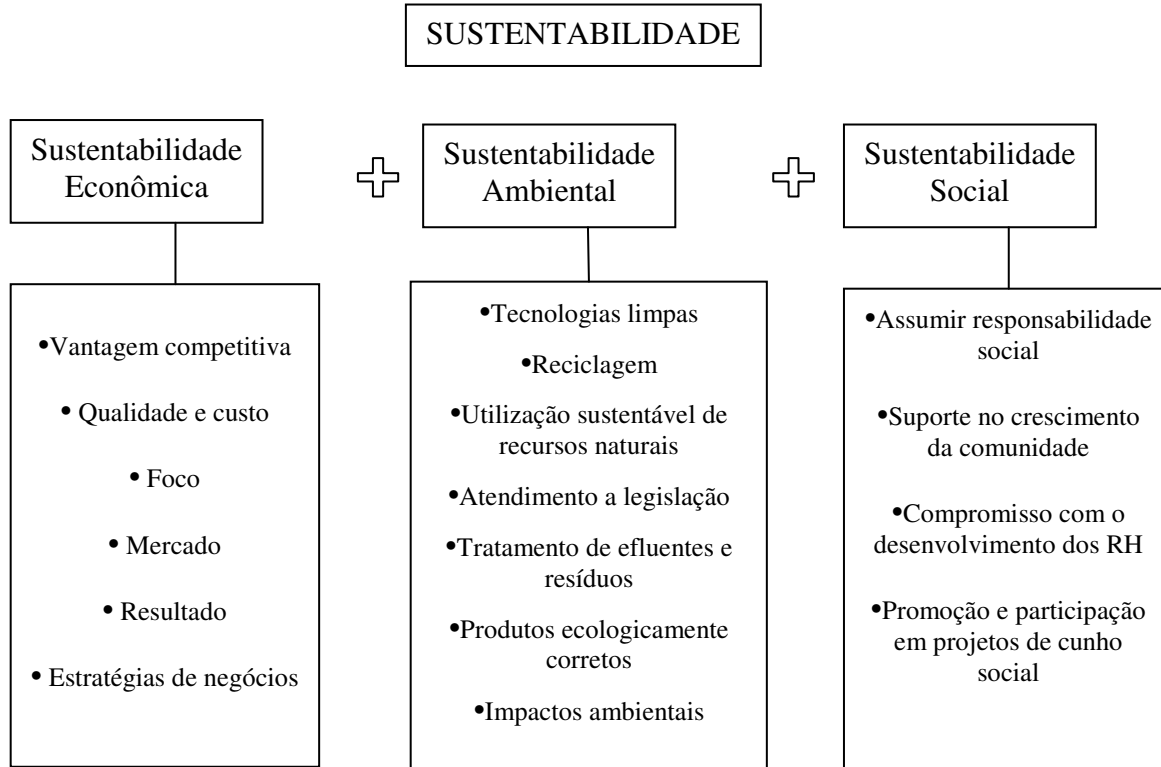 SUSTENTABILIDADE
Sustentabilidade
Econômica
Sustentabilidade
Ambiental
Sustentabilidade
Social
•Vantagem competitiva
• Qualidade e custo
• Foco
• Mercado
• Resultado
• Estratégias de negócios
•Tecnologias limpas
•Reciclagem
•Utilização sustentável de
recursos naturais
•Atendimento a legislação
•Tratamento de efluentes e
resíduos
•Produtos ecologicamente
corretos
•Impactos ambientais
•Assumir responsabilidade
social
•Suporte no crescimento
da comunidade
•Compromisso com o
desenvolvimento dos RH
•Promoção e participação
em projetos de cunho
social